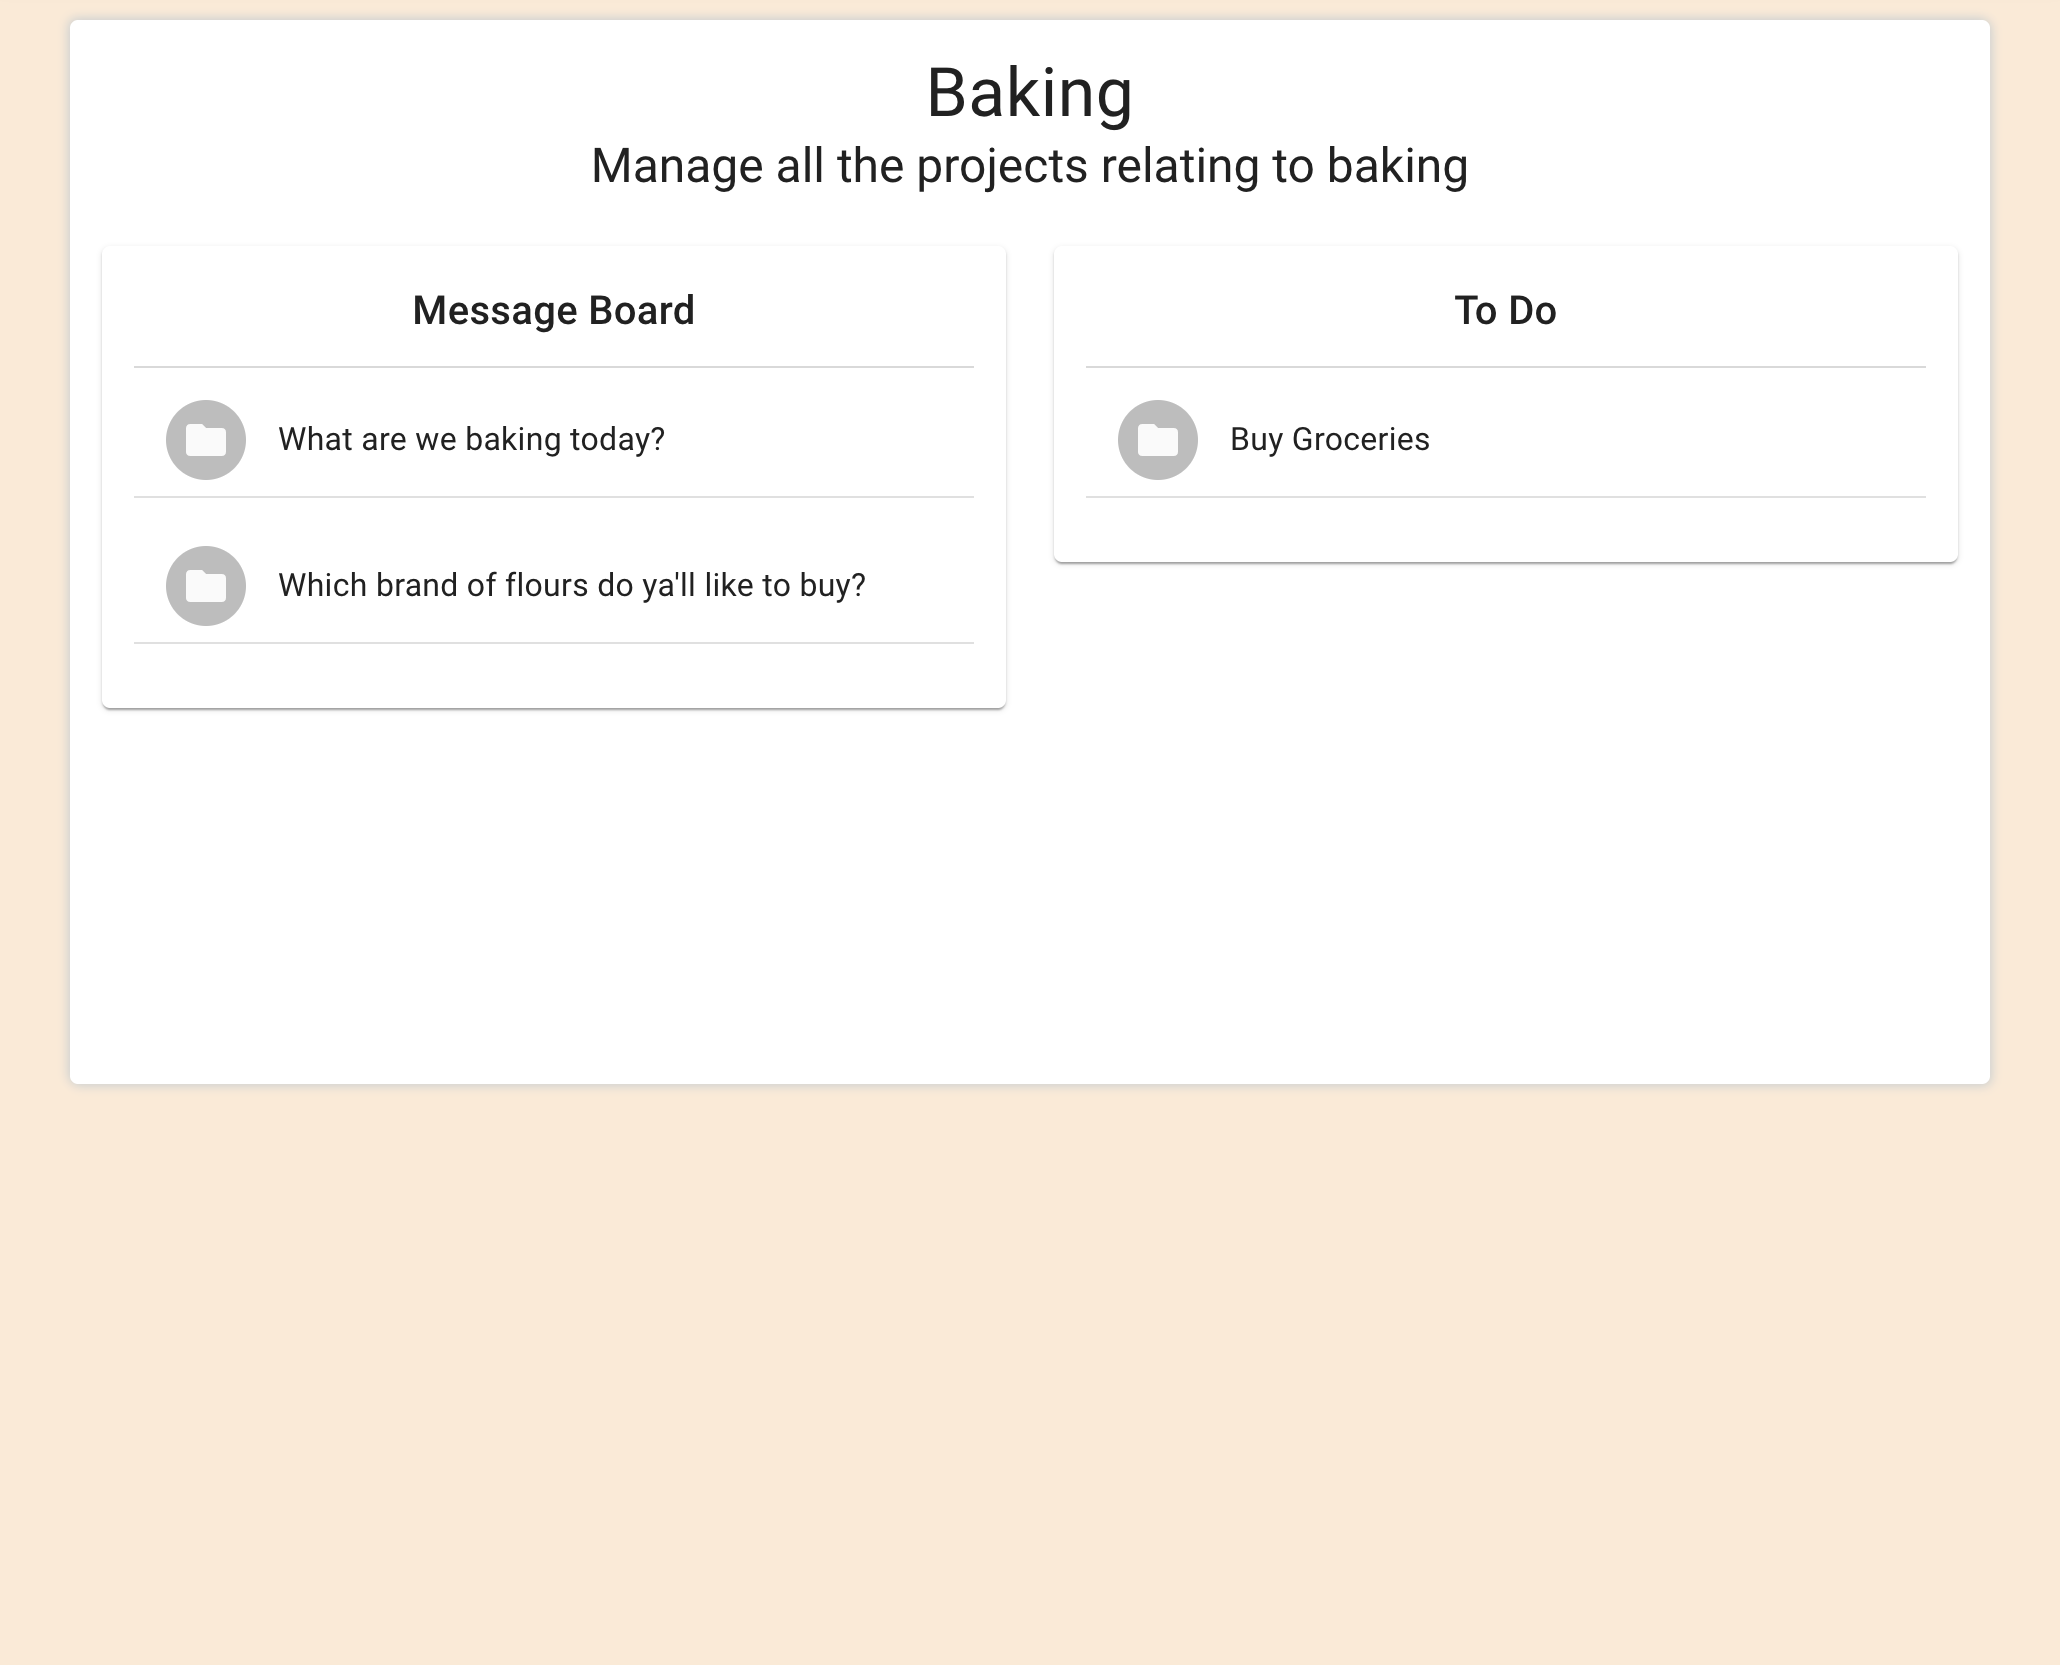 Baking
Manage all the projects relating to baking
Message Board
What are we baking today?
Which brand of flours do ya'll like to buy?
To Do
Buy Groceries